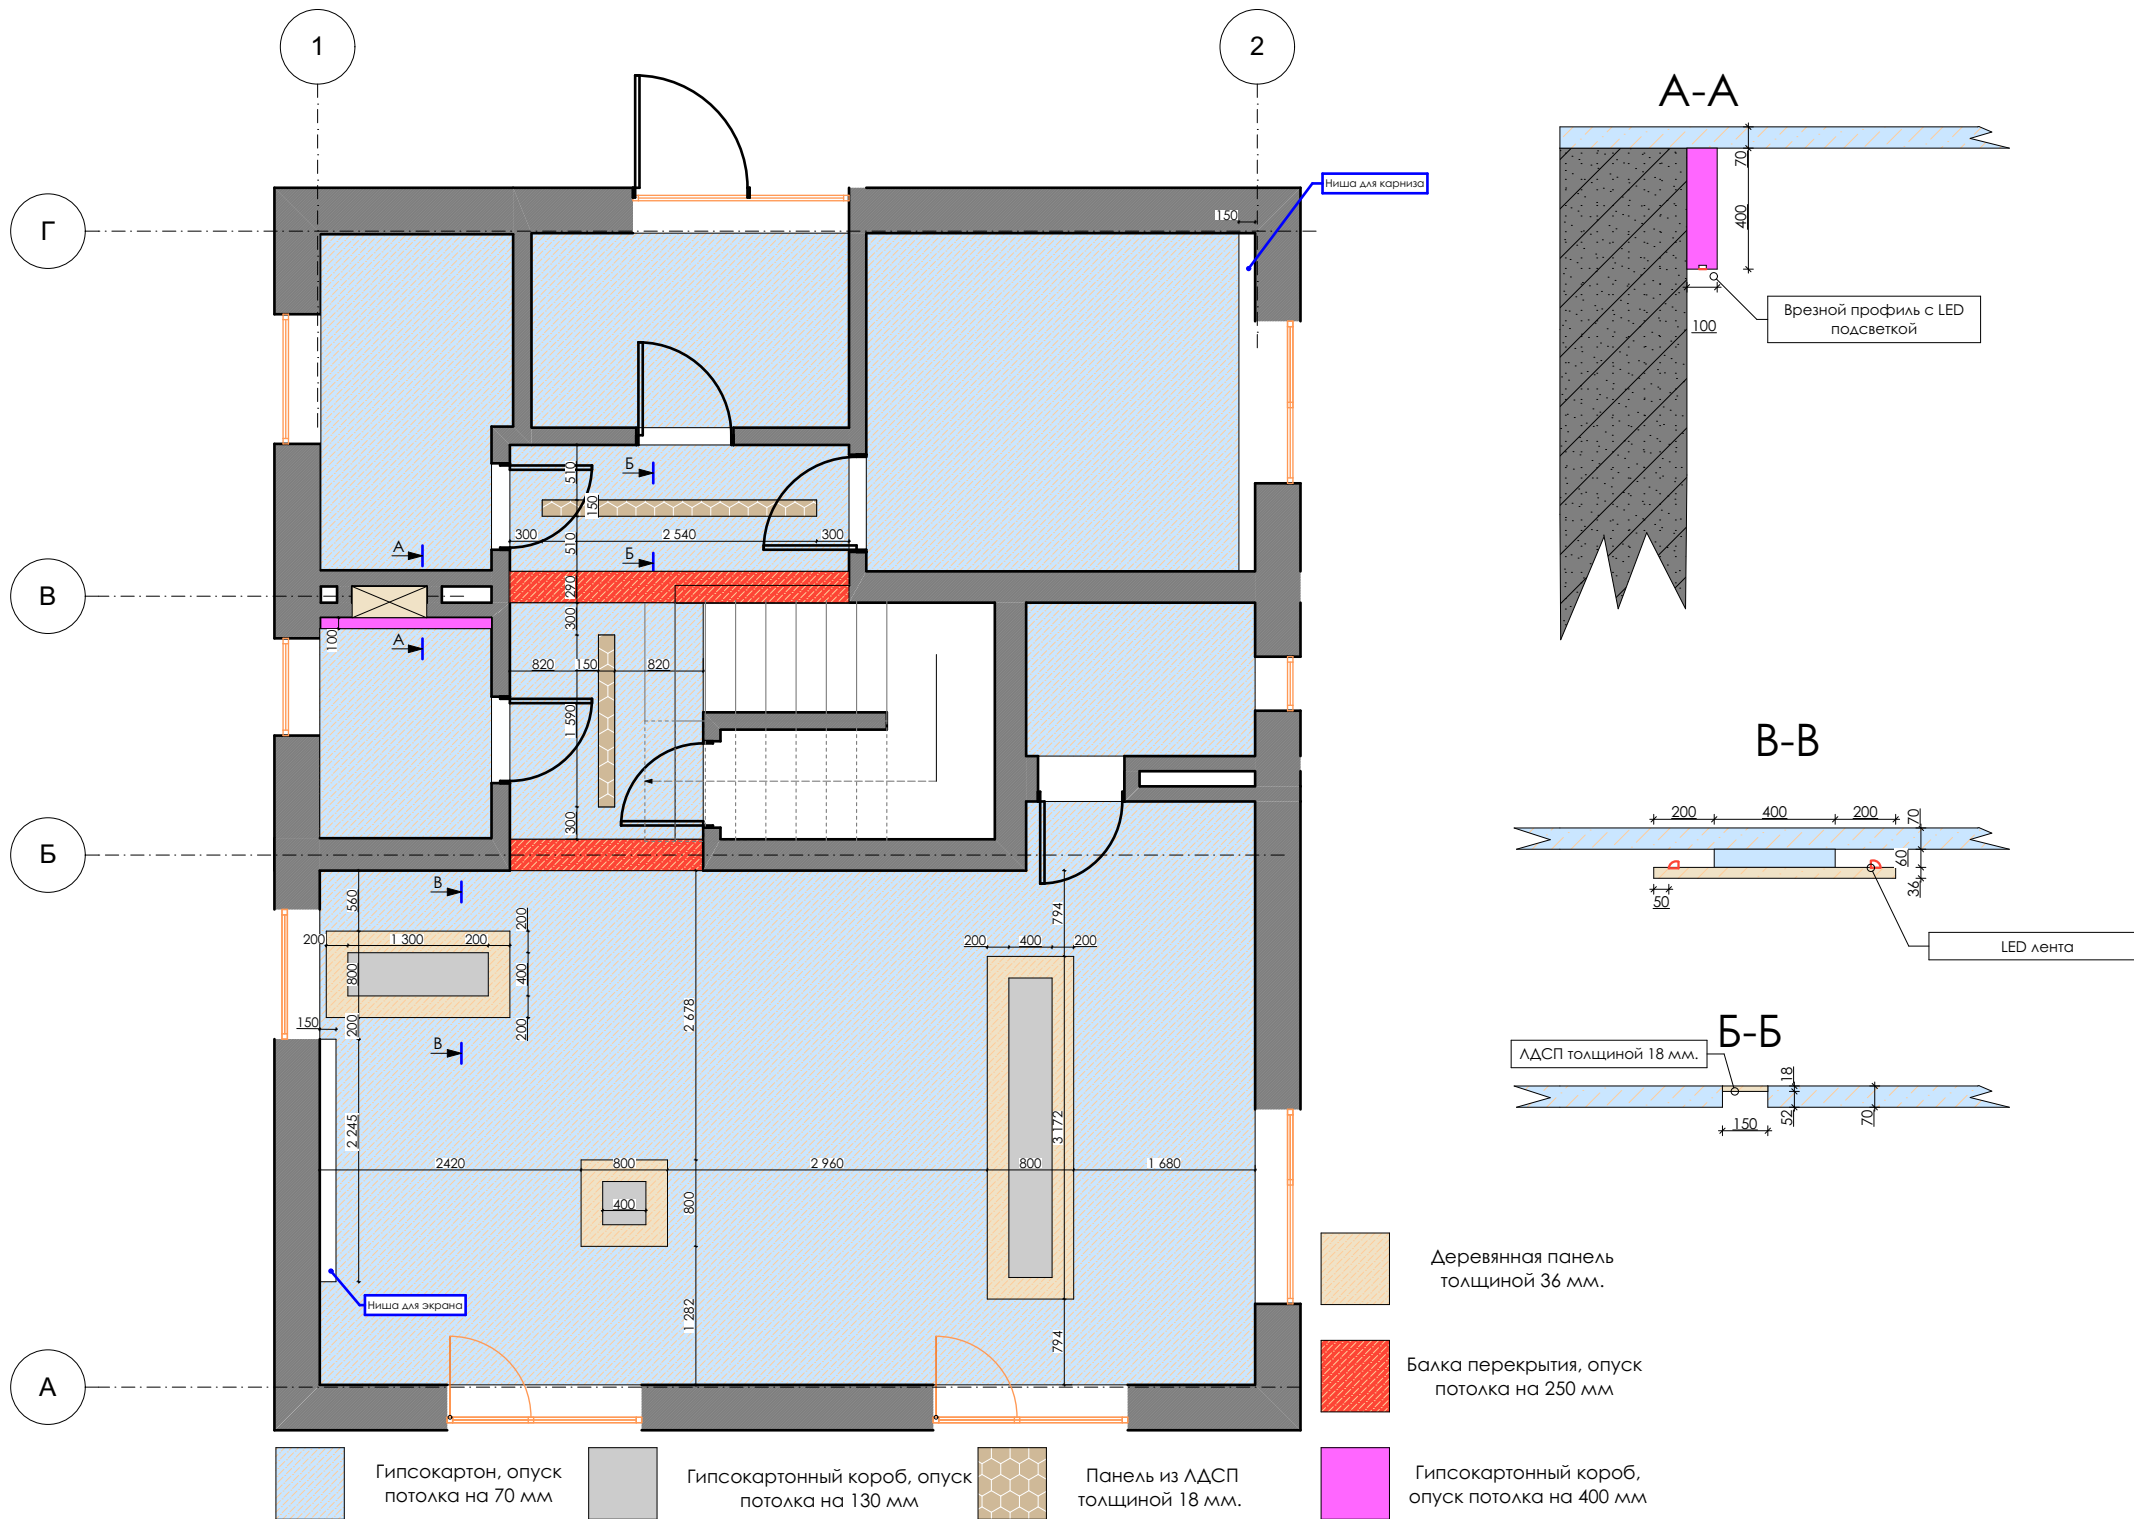 1
2
А-А
Г
Ниша для карниза
150
70
400
100
Врезной профиль с LED
подсветкой
510
Б
150
300
2 540
300
510
Б
А
В
290
300
100
А
820
150
820
1 590
300
Б
В-В
200
400
200
70
60
36
50
LED лента
В
560
200
200
1 300
200
800
400
200
200
150
В
794
200
400
200
2 678
Б-Б
ЛДСП толщиной 18 мм.
18
52
70
150
2 245
3 172
2420
800
2 960
800
1 680
400
800
Ниша для экрана
1 282
794
А
Деревянная панель
толщиной 36 мм.
Балка перекрытия, опуск
потолка на 250 мм
Гипсокартон, опуск
потолка на 70 мм
Гипсокартонный короб, опуск
потолка на 130 мм
Панель из ЛДСП
толщиной 18 мм.
Гипсокартонный короб,
опуск потолка на 400 мм